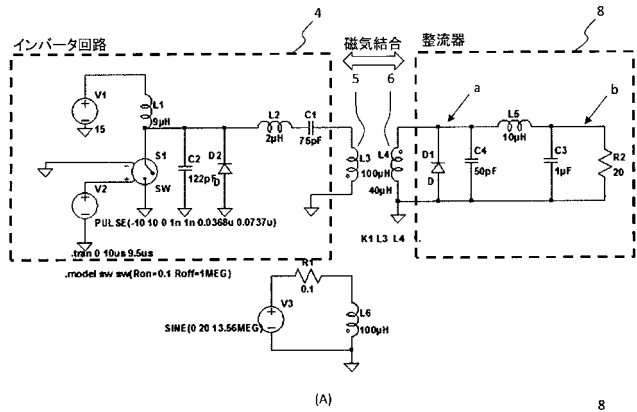 4
8
インバータ回路
磁気結合
整流器
5
6
a
b
V1
15
L1
9µH
L2
2µH
C1
75pF
S1
SW
C2
122pF
D2
D
V2
PULSE(-10 10 0 1n 1n 0.0368u 0.0737u)
.tran 0 10us 9.5us
.model sw sw(Ron=0.1 Roff=1MEG)
L3
100µH
L4
40µH
K1 L3 L4
D1
D
C4
50pF
L5
10µH
C3
1µF
R2
20
R1
0.1
V3
SINE(0 20 13.56MEG)
L6
100µH
(A)
8